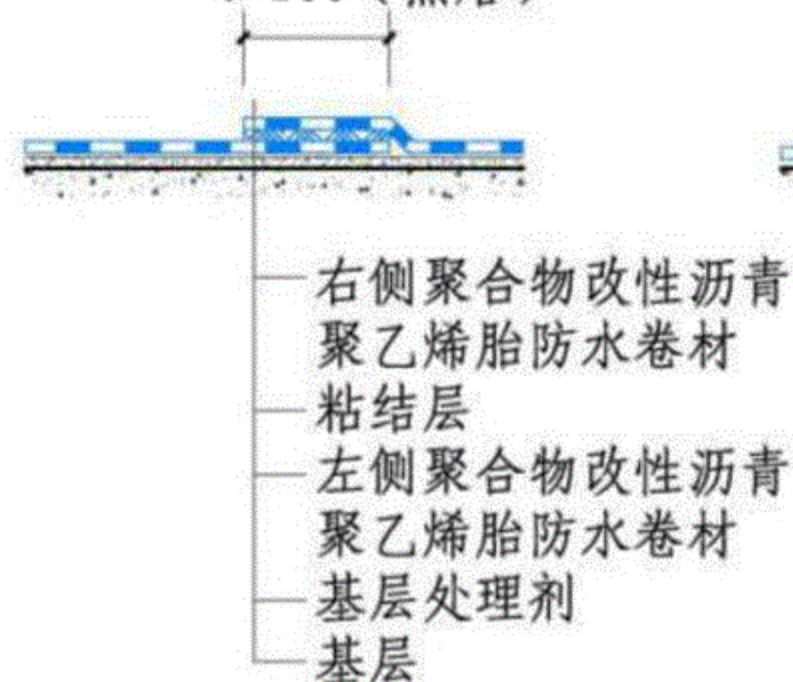 右侧聚合物改性沥青
聚乙烯胎防水卷材
粘结层
左侧聚合物改性沥青
聚乙烯胎防水卷材
基层处理剂
基层